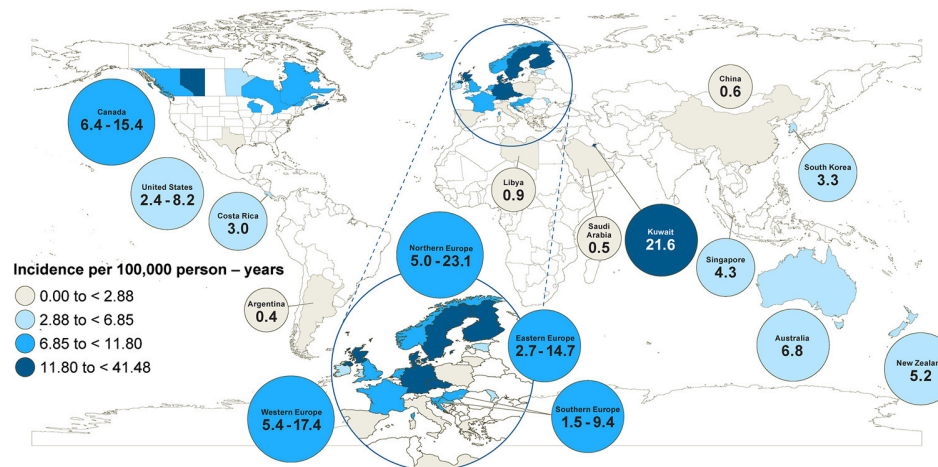 China
0.6
Canada
6.4 - 15.4
South Korea
3.3
United States
2.4 - 8.2
Libya
0.9
Costa Rica
3.0
Saudi
Arabia
0.5
Kuwait
21.6
Northern Europe
5.0 - 23.1
Singapore
4.3
Incidence per 100,000 person – years
0.00 to < 2.88
2.88 to < 6.85
6.85 to < 11.80
11.80 to < 41.48
Argentina
0.4
Eastern Europe
2.7 - 14.7
Australia
6.8
New Zealan
5.2
Western Europe
5.4 - 17.4
Southern Europe
1.5 - 9.4